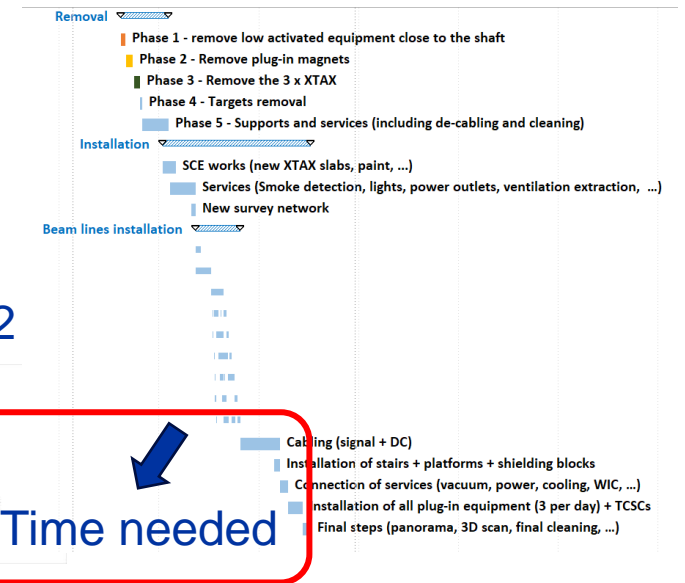 Removal
Phase 1 - remove low activated equipment close to the shaft
Phase 2 - Remove plug-in magnets
Phase 3 - Remove the 3 x XTAX
Phase 4 - Targets removal
Phase 5 - Supports and services (including de-cabling and cleaning)
Installation
SCE works (new XTAX slabs, paint, ...)
Services (Smoke detection, lights, power outlets, ventilation extraction, ...)
New survey network
Beam lines installation
2
Cabling (signal + DC)
Installation of stairs + platforms + shielding blocks
Connection of services (vacuum, power, cooling, WIC, ...)
Installation of all plug-in equipment (3 per day) + TCSCs
Final steps (panorama, 3D scan, final cleaning, ...)
Time needed